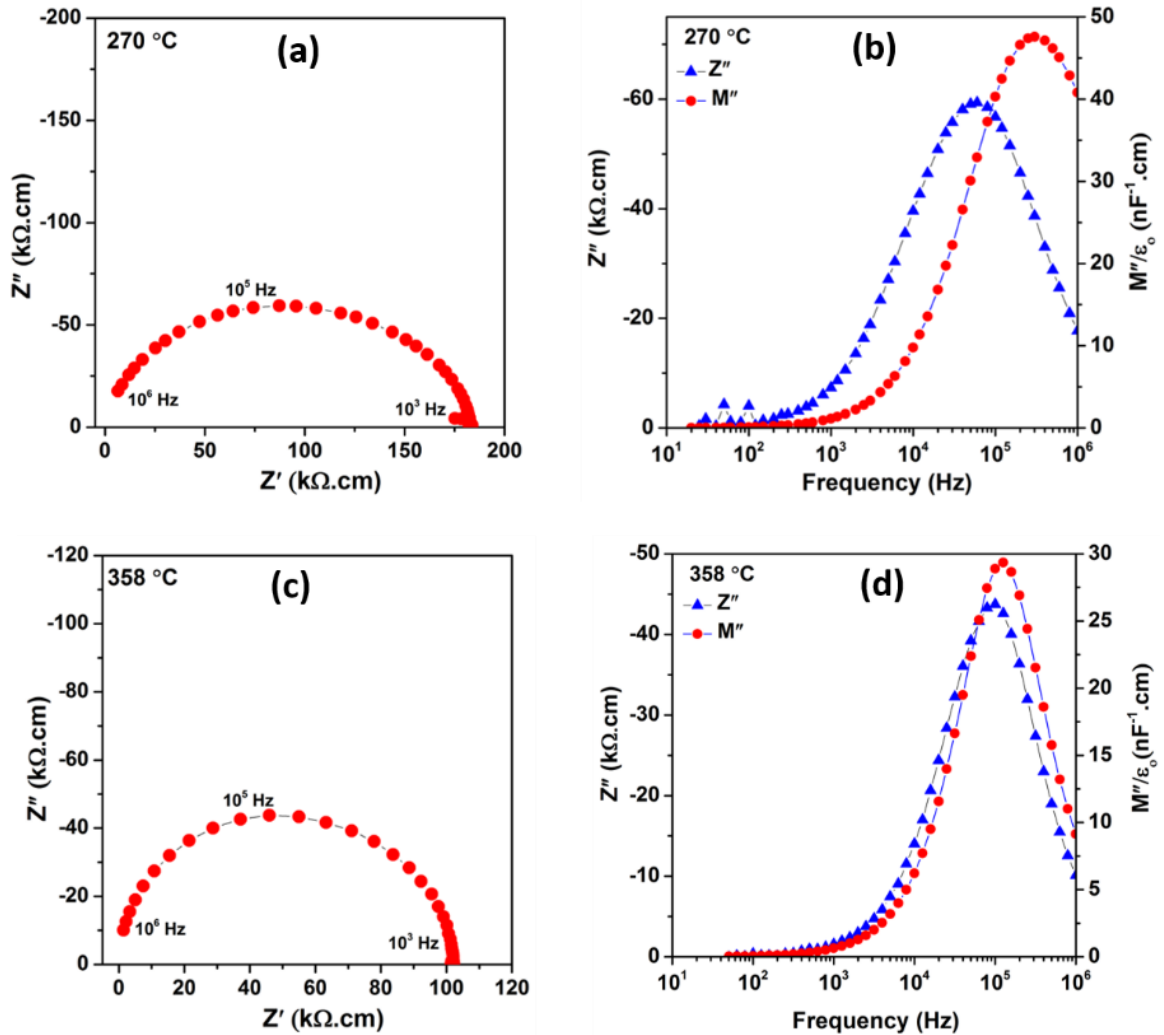 270 °C
(a)
-200
-150
-100
-50
0
Z″ (kΩ.cm)
10⁵ Hz
10⁶ Hz
10³ Hz
0 50 100 150 200
Z′ (kΩ.cm)
270 °C
(b)
Z″
M″
-60
-40
-20
0
Z″ (kΩ.cm)
50
40
30
20
10
0
M″/εₒ (nF⁻¹.cm)
10¹ 10² 10³ 10⁴ 10⁵ 10⁶
Frequency (Hz)
358 °C
(c)
-120
-100
-80
-60
-40
-20
0
Z″ (kΩ.cm)
10⁵ Hz
10⁶ Hz
10³ Hz
0 20 40 60 80 100 120
Z′ (kΩ.cm)
358 °C
(d)
Z″
M″
-50
-40
-30
-20
-10
0
Z″ (kΩ.cm)
30
25
20
15
10
5
0
M″/εₒ(nF⁻¹.cm)
10¹ 10² 10³ 10⁴ 10⁵ 10⁶
Frequency (Hz)